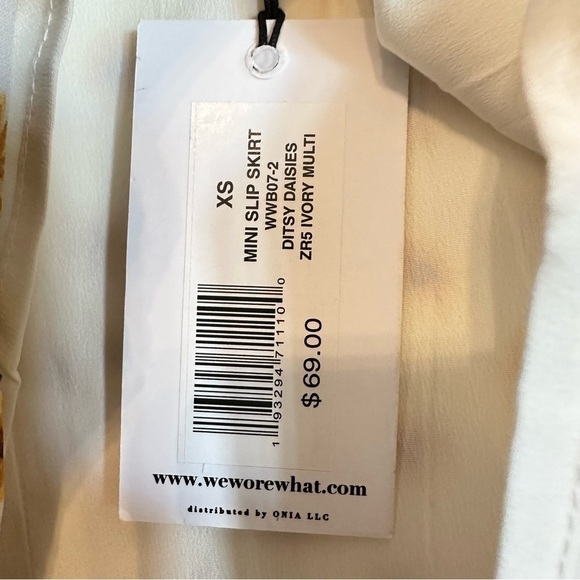 XS
MINI SLIP SKIRT
WWB07-2
DITSY DAISIES
ZR5 IVORY MULTI
1 93294 71110 0
$ 69.00
www.weworewhat.com
distributed by ONIA LLC